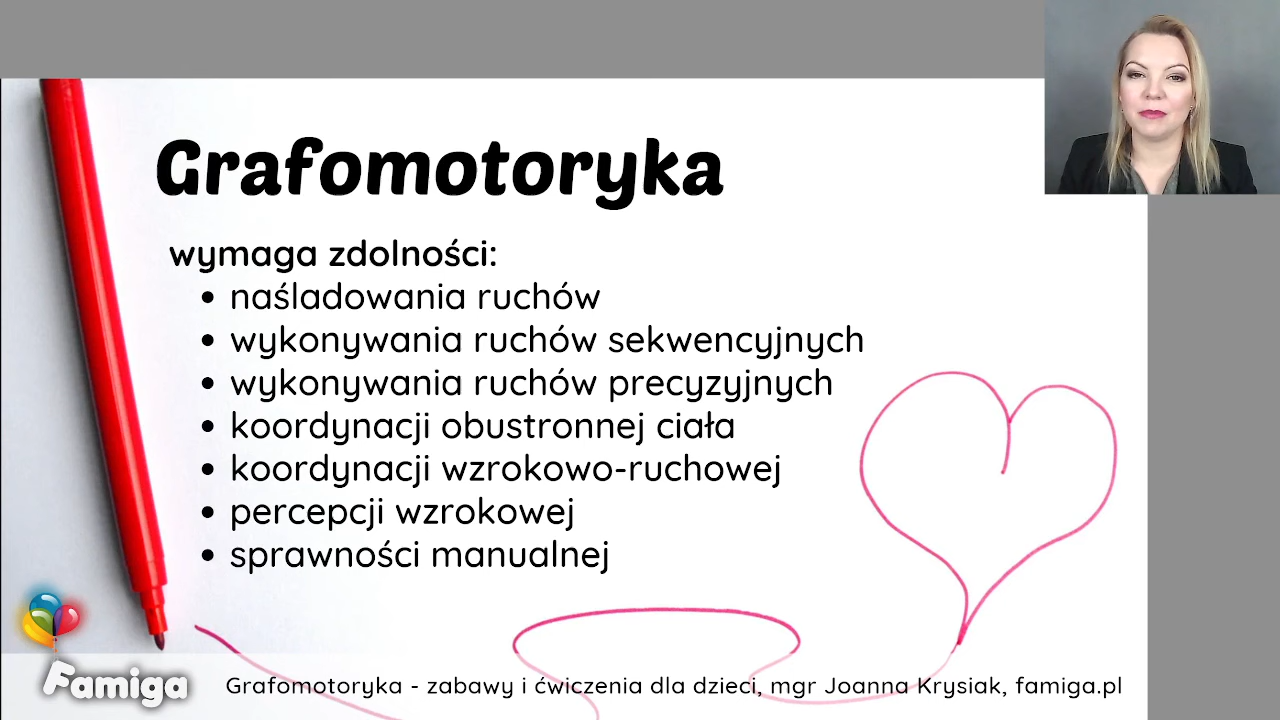 Grafomotoryka
wymaga zdolności:
• naśladowania ruchów
• wykonywania ruchów sekwencyjnych
• wykonywania ruchów precyzyjnych
• koordynacji obustronnej ciała
• koordynacji wzrokowo-ruchowej
• percepcji wzrokowej
• sprawności manualnej
Famiga
Grafomotoryka - zabawy i ćwiczenia dla dzieci, mgr Joanna Krysiak, famiga.pl